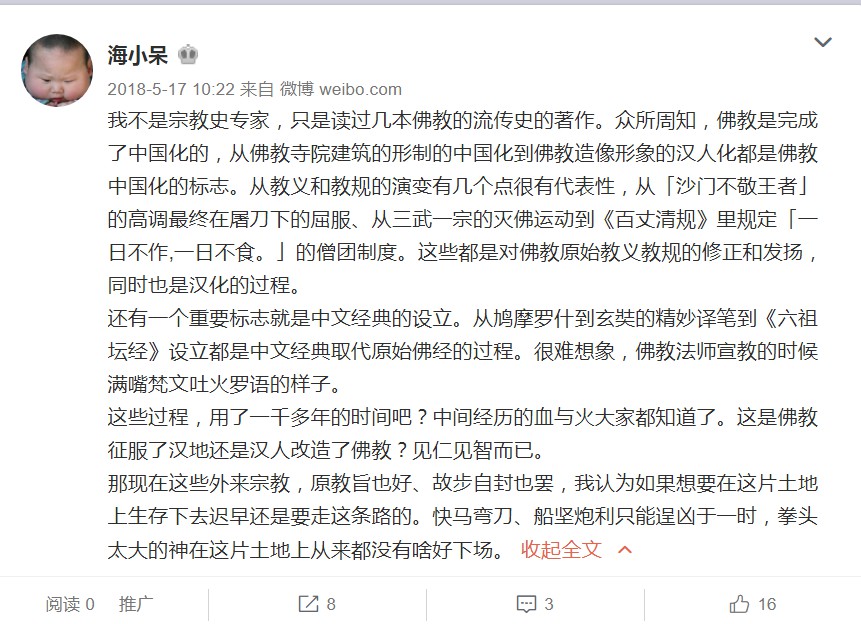 海小呆
2018-5-17 10:22 来自 微博 weibo.com
我不是宗教史专家，只是读过几本佛教的流传史的著作。众所周知，佛教是完成
了中国化的，从佛教寺院建筑的形制的中国化到佛教造像形象的汉人化都是佛教
中国化的标志。从教义和教规的演变有几个点很有代表性，从「沙门不敬王者」
的高调最终在屠刀下的屈服、从三武一宗的灭佛运动到《百丈清规》里规定「一
日不作,一日不食。」的僧团制度。这些都是对佛教原始教义教规的修正和发扬，
同时也是汉化的过程。
还有一个重要标志就是中文经典的设立。从鸠摩罗什到玄奘的精妙译笔到《六祖
坛经》设立都是中文经典取代原始佛经的过程。很难想象，佛教法师宣教的时候
满嘴梵文吐火罗语的样子。
这些过程，用了一千多年的时间吧？中间经历的血与火大家都知道了。这是佛教
征服了汉地还是汉人改造了佛教？见仁见智而已。
那现在这些外来宗教，原教旨也好、故步自封也罢，我认为如果想要在这片土地
上生存下去迟早还是要走这条路的。快马弯刀、船坚炮利只能逞凶于一时，拳头
太大的神在这片土地上从来都没有啥好下场。 收起全文
阅读 0 推广 8 3 16